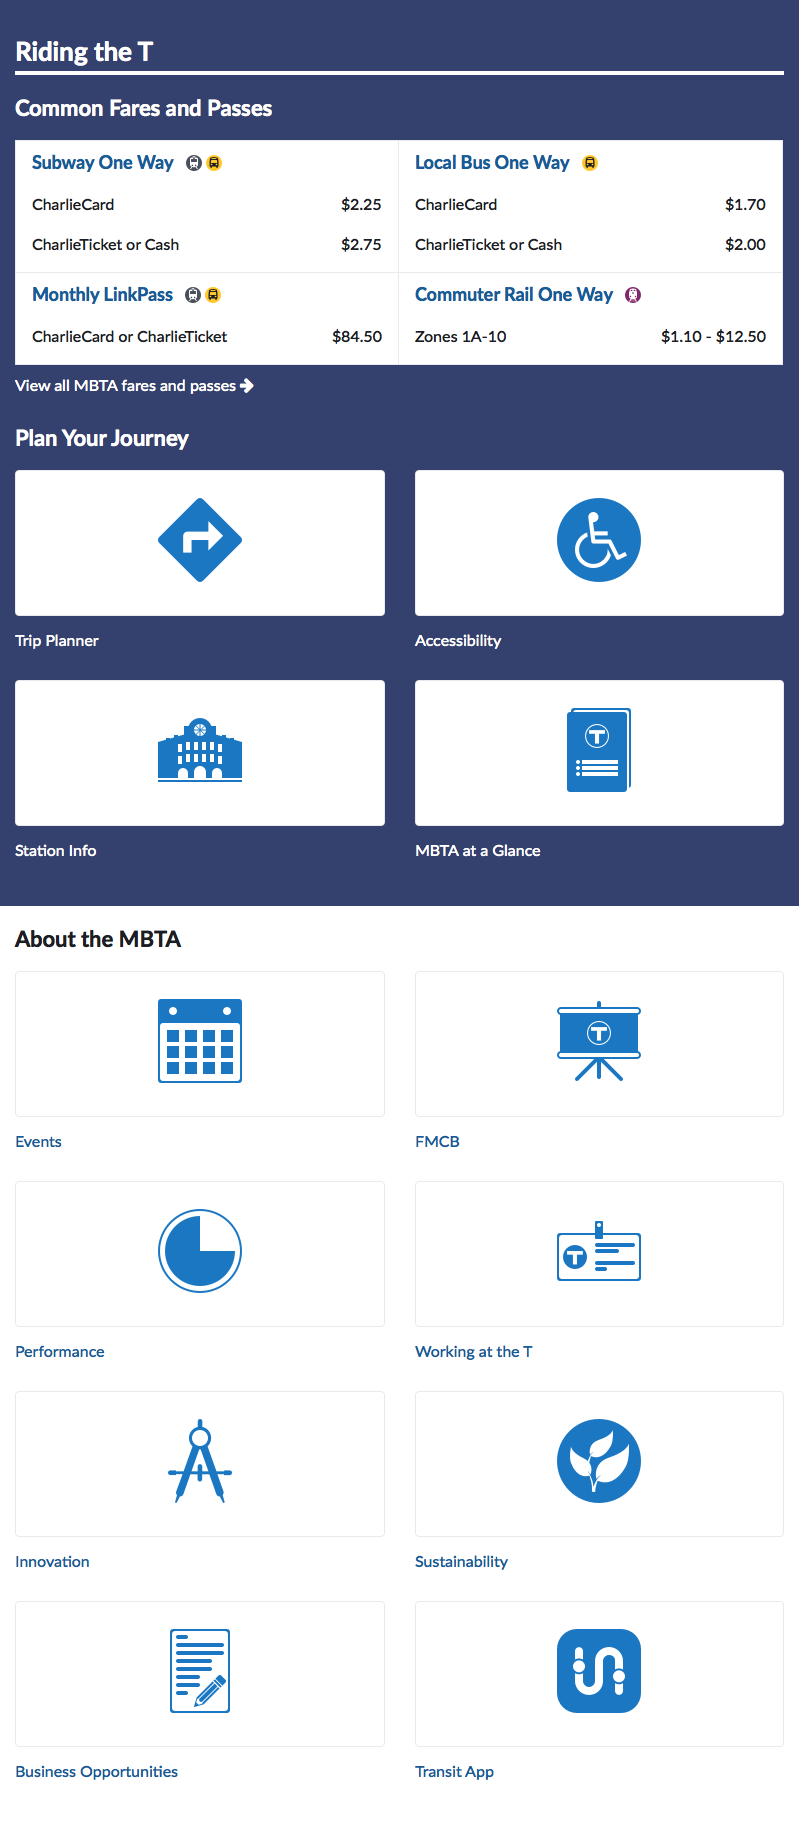 Riding the T
Common Fares and Passes
Subway One Way
CharlieCard $2.25
CharlieTicket or Cash $2.75
Local Bus One Way
CharlieCard $1.70
CharlieTicket or Cash $2.00
Monthly LinkPass
CharlieCard or CharlieTicket $84.50
Commuter Rail One Way
Zones 1A-10 $1.10 - $12.50
View all MBTA fares and passes
Plan Your Journey
Trip Planner
Accessibility
T
Station Info
MBTA at a Glance
About the MBTA
T
Events
FMCB
T
Performance
Working at the T
Innovation
Sustainability
Business Opportunities
Transit App